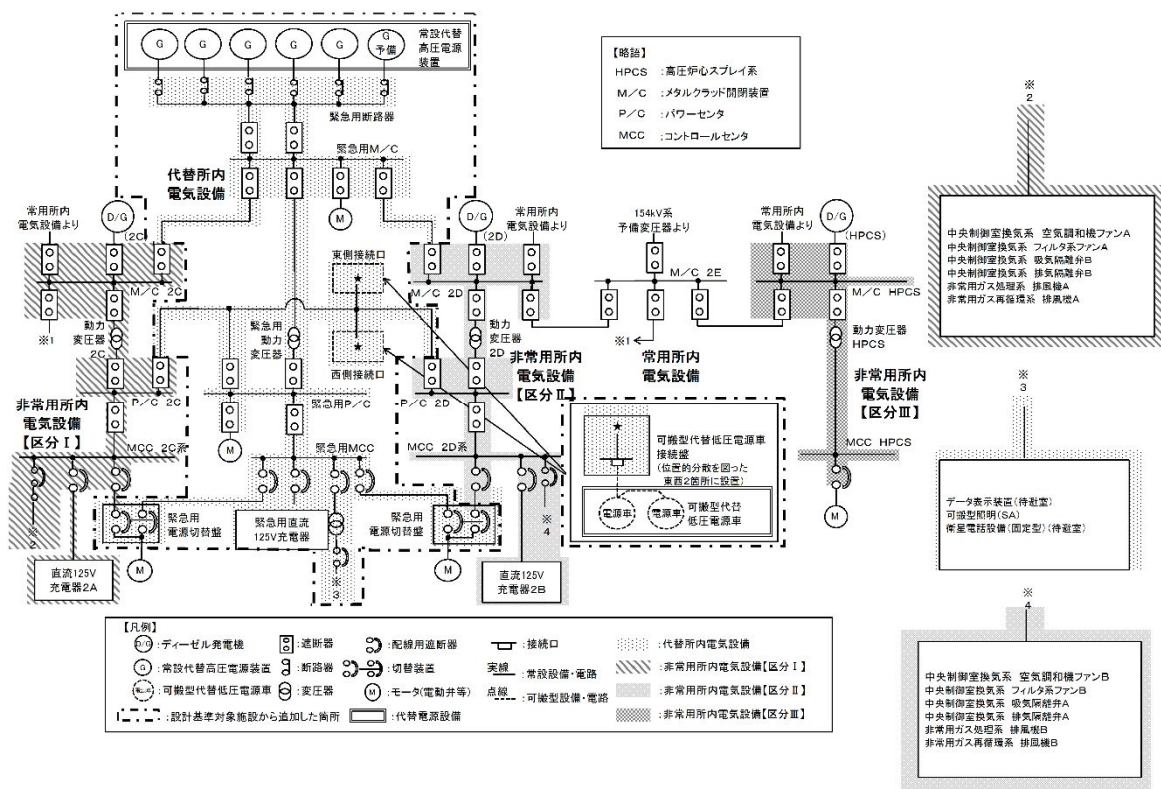 G
G
G
G
G
G
予備
常設代替
高圧電源
装置
緊急用断路器
緊急用M/C
代替所内
電気設備
M
【略語】
HPCS :高圧炉心スプレイ系
M/C :メタルクラッド開閉装置
P/C :パワーセンタ
MCC :コントロールセンタ
常用所内
電気設備より
D/G
(2C)
M/C 2C
※1
動力
変圧器
2C
P/C 2C
非常用所内
電気設備
【区分Ⅰ】
MCC 2C系
※2
直流125V
充電器2A
緊急用
電源切替盤
M
緊急用
動力
変圧器
緊急用P/C
M
緊急用MCC
緊急用直流
125V充電器
※3
東側接続口
★
★
西側接続口
D/G
(2D)
常用所内
電気設備より
M/C 2D
動力
変圧器
2D
非常用所内
電気設備
【区分Ⅱ】
P/C 2D
MCC 2D系
緊急用
電源切替盤
M
※4
直流125V
充電器2B
154kV系
予備変圧器より
M/C 2E
※1
常用所内
電気設備
常用所内
電気設備より
D/G
(HPCS)
M/C HPCS
動力
変圧器
HPCS
非常用所内
電気設備
【区分Ⅲ】
MCC HPCS
M
★
可搬型代替低圧電源車
接続盤
(位置的分散を図った
東西2箇所に設置)
電源車
電源車
可搬型代替
低圧電源車
※2
中央制御室換気系 空気調和機ファンA
中央制御室換気系 フィルタ系ファンA
中央制御室換気系 吸気隔離弁B
中央制御室換気系 排気隔離弁B
非常用ガス処理系 排風機A
非常用ガス再循環系 排風機A
※3
データ表示装置(待避室)
可搬型照明(SA)
衛星電話設備(固定型)(待避室)
※4
中央制御室換気系 空気調和機ファンB
中央制御室換気系 フィルタ系ファンB
中央制御室換気系 吸気隔離弁A
中央制御室換気系 排気隔離弁A
非常用ガス処理系 排風機B
非常用ガス再循環系 排風機B
【凡例】
D/G :ディーゼル発電機
:遮断器
:配線用遮断器
:接続口
:代替所内電気設備
G :常設代替高圧電源装置
:断路器
:切替装置
実線
:常設設備・電路
:非常用所内電気設備【区分Ⅰ】
:可搬型代替低圧電源車
:変圧器
M :モータ(電動弁等)
点線
:可搬型設備・電路
:非常用所内電気設備【区分Ⅱ】
:設計基準対象施設から追加した箇所
:代替電源設備
:非常用所内電気設備【区分Ⅲ】